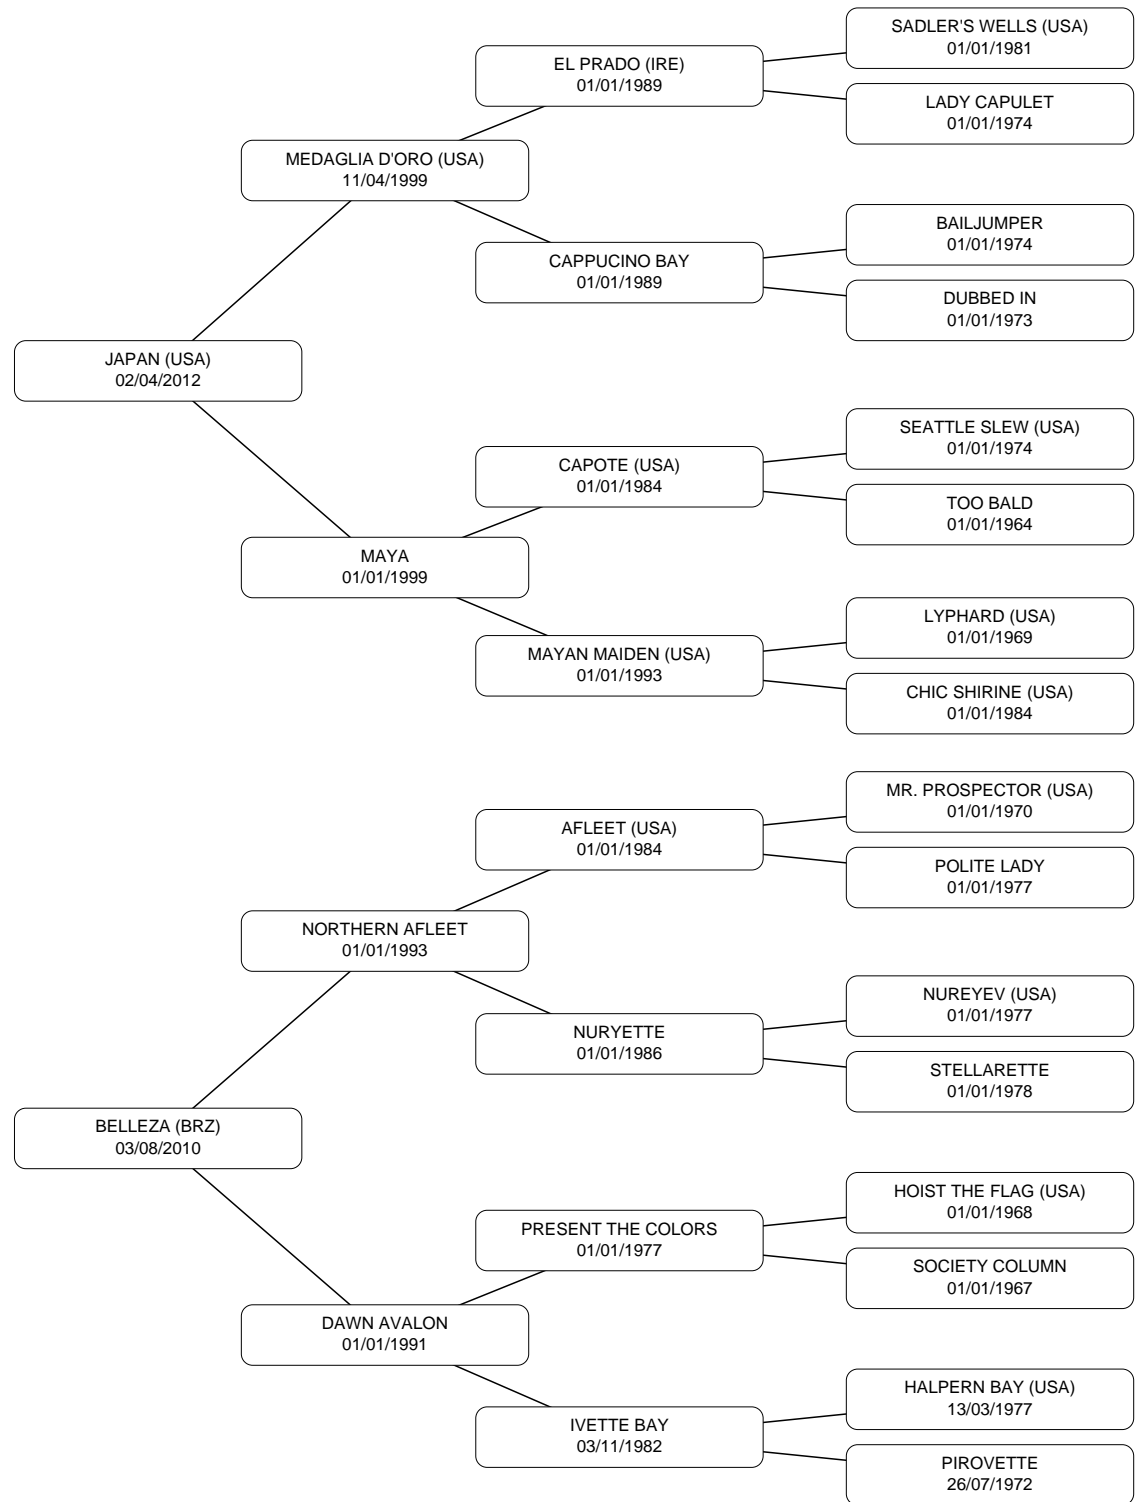 SADLER'S WELLS (USA)
01/01/1981
EL PRADO (IRE)
01/01/1989
LADY CAPULET
01/01/1974
MEDAGLIA D'ORO (USA)
11/04/1999
BAILJUMPER
01/01/1974
CAPPUCINO BAY
01/01/1989
DUBBED IN
01/01/1973
JAPAN (USA)
02/04/2012
SEATTLE SLEW (USA)
01/01/1974
CAPOTE (USA)
01/01/1984
TOO BALD
01/01/1964
MAYA
01/01/1999
LYPHARD (USA)
01/01/1969
MAYAN MAIDEN (USA)
01/01/1993
CHIC SHIRINE (USA)
01/01/1984
MR. PROSPECTOR (USA)
01/01/1970
AFLEET (USA)
01/01/1984
POLITE LADY
01/01/1977
NORTHERN AFLEET
01/01/1993
NUREYEV (USA)
01/01/1977
NURYETTE
01/01/1986
STELLARETTE
01/01/1978
BELLEZA (BRZ)
03/08/2010
HOIST THE FLAG (USA)
01/01/1968
PRESENT THE COLORS
01/01/1977
SOCIETY COLUMN
01/01/1967
DAWN AVALON
01/01/1991
HALPERN BAY (USA)
13/03/1977
IVETTE BAY
03/11/1982
PIROVETTE
26/07/1972